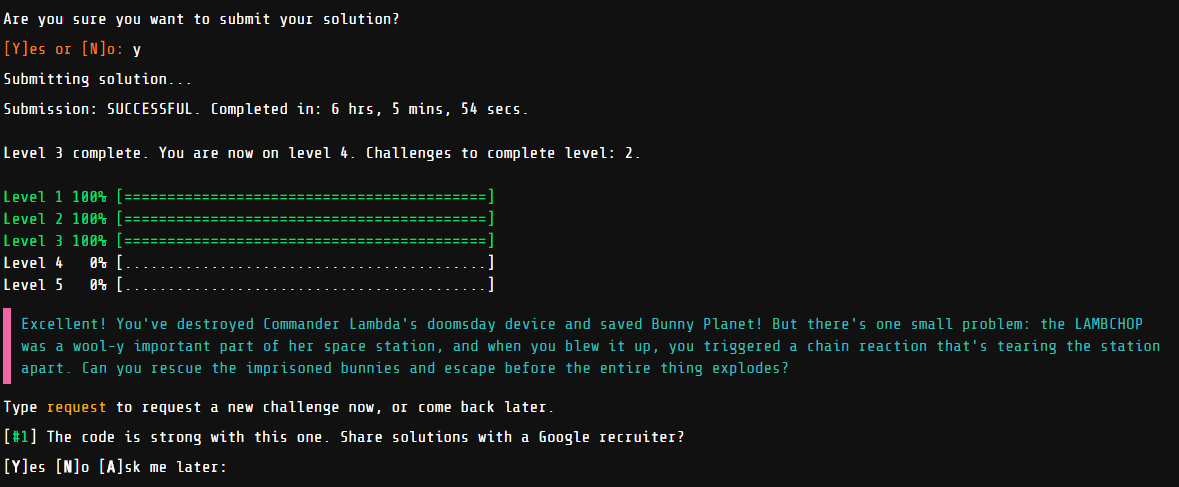 Are you sure you want to submit your solution?
[Y]es or [N]o: y
Submitting solution...
Submission: SUCCESSFUL. Completed in: 6 hrs, 5 mins, 54 secs.
Level 3 complete. You are now on level 4. Challenges to complete level: 2.
Level 1 100% [==========================================]
Level 2 100% [==========================================]
Level 3 100% [==========================================]
Level 4   0% [..........................................]
Level 5   0% [..........................................]
Excellent! You've destroyed Commander Lambda's doomsday device and saved Bunny Planet! But there's one small problem: the LAMBCHOP
was a wool-y important part of her space station, and when you blew it up, you triggered a chain reaction that's tearing the station
apart. Can you rescue the imprisoned bunnies and escape before the entire thing explodes?
Type request to request a new challenge now, or come back later.
[#1] The code is strong with this one. Share solutions with a Google recruiter?
[Y]es [N]o [A]sk me later: